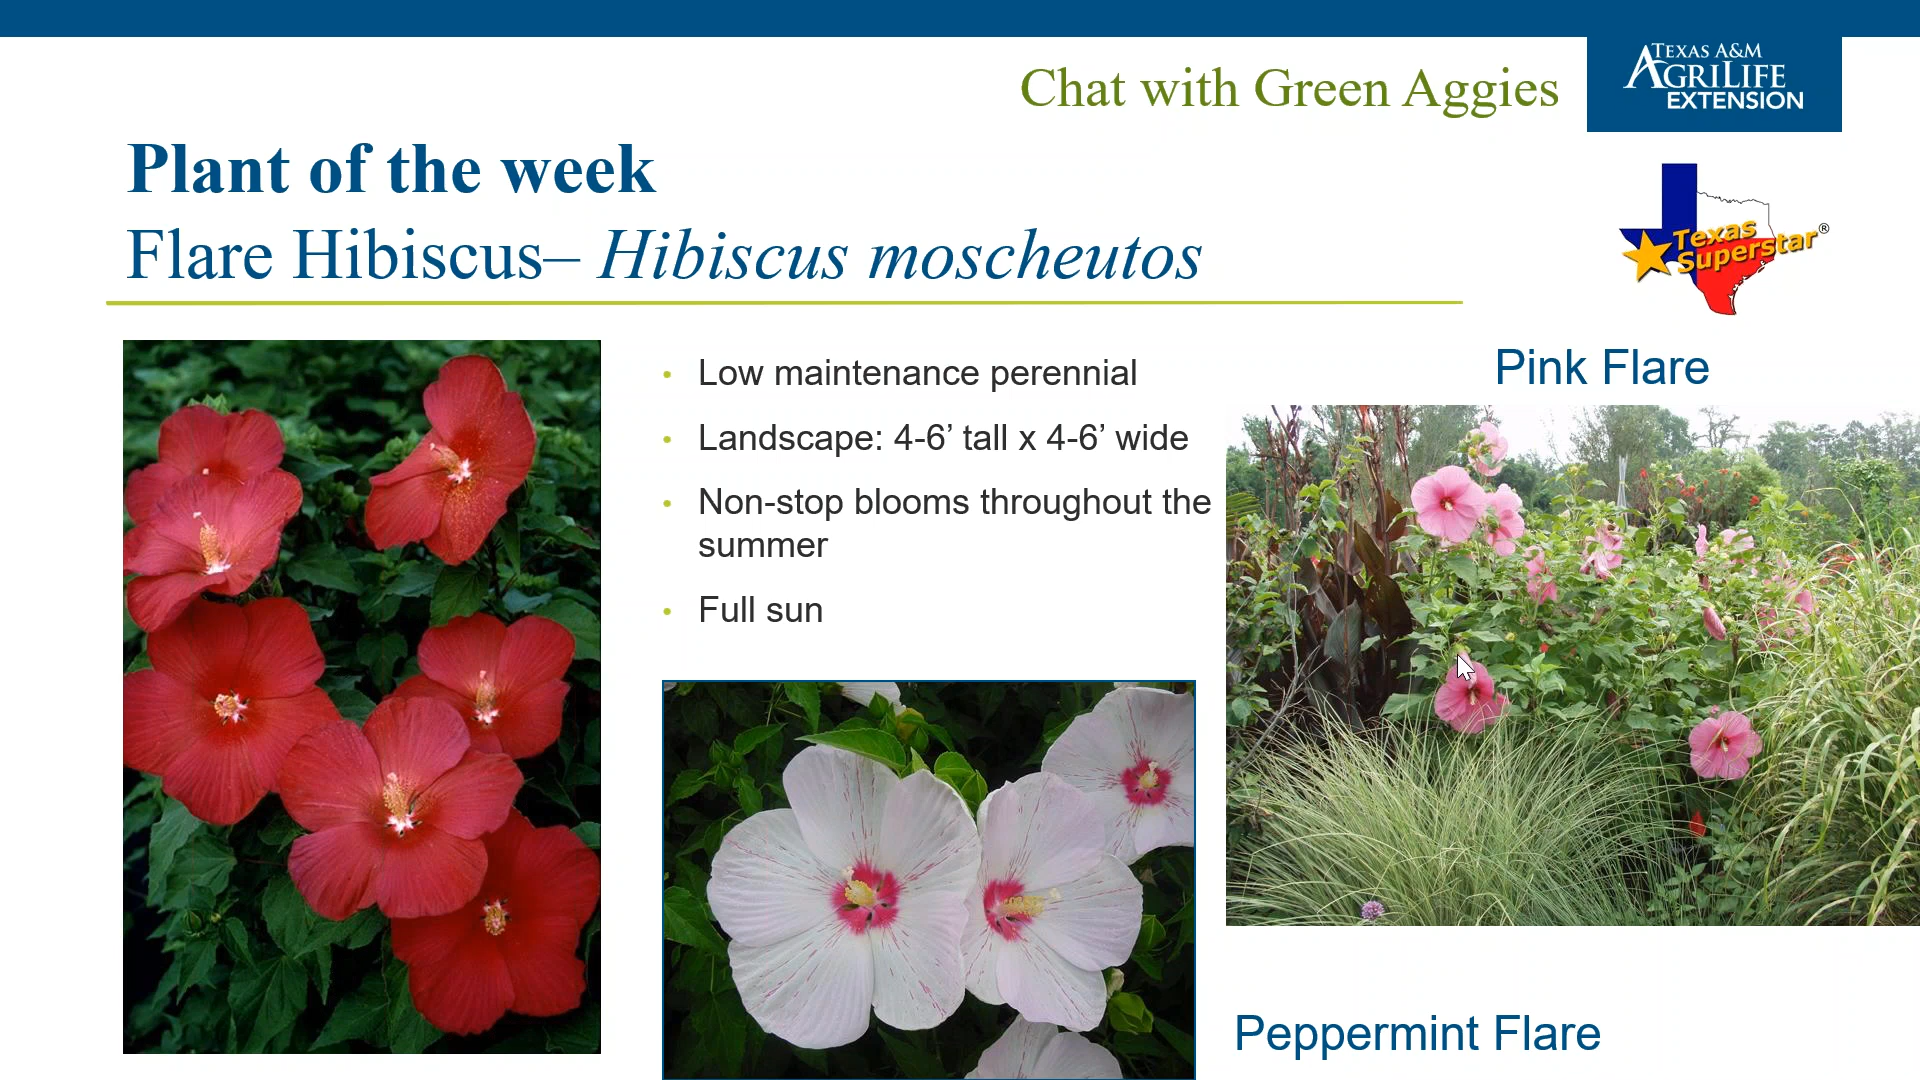 Chat with Green Aggies
TEXAS A&M
AGRILIFE
EXTENSION
Plant of the week
Flare Hibiscus– Hibiscus moscheutos
Texas
Superstar®
• Low maintenance perennial
• Landscape: 4-6’ tall x 4-6’ wide
• Non-stop blooms throughout the
summer
• Full sun
Pink Flare
Peppermint Flare